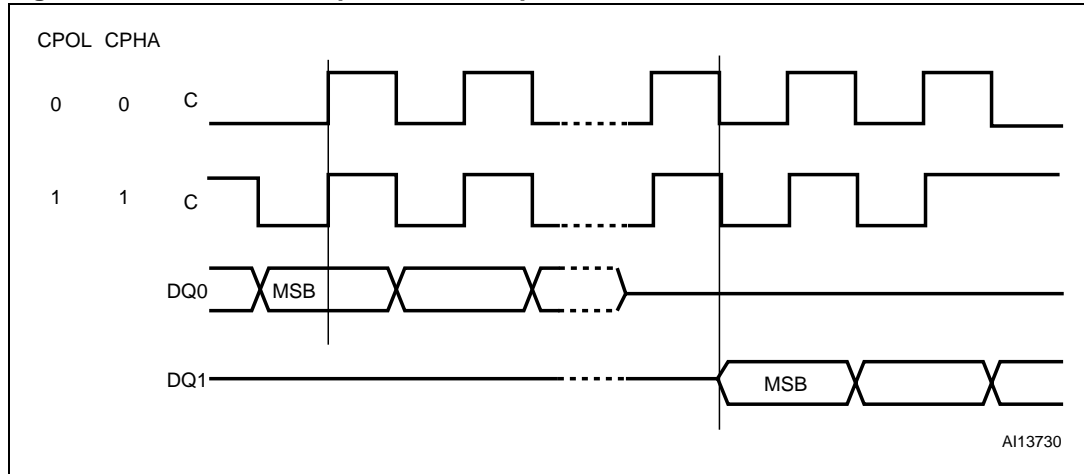 CPOL CPHA
0 0 C
1 1 C
DQ0 MSB
DQ1 MSB
AI13730